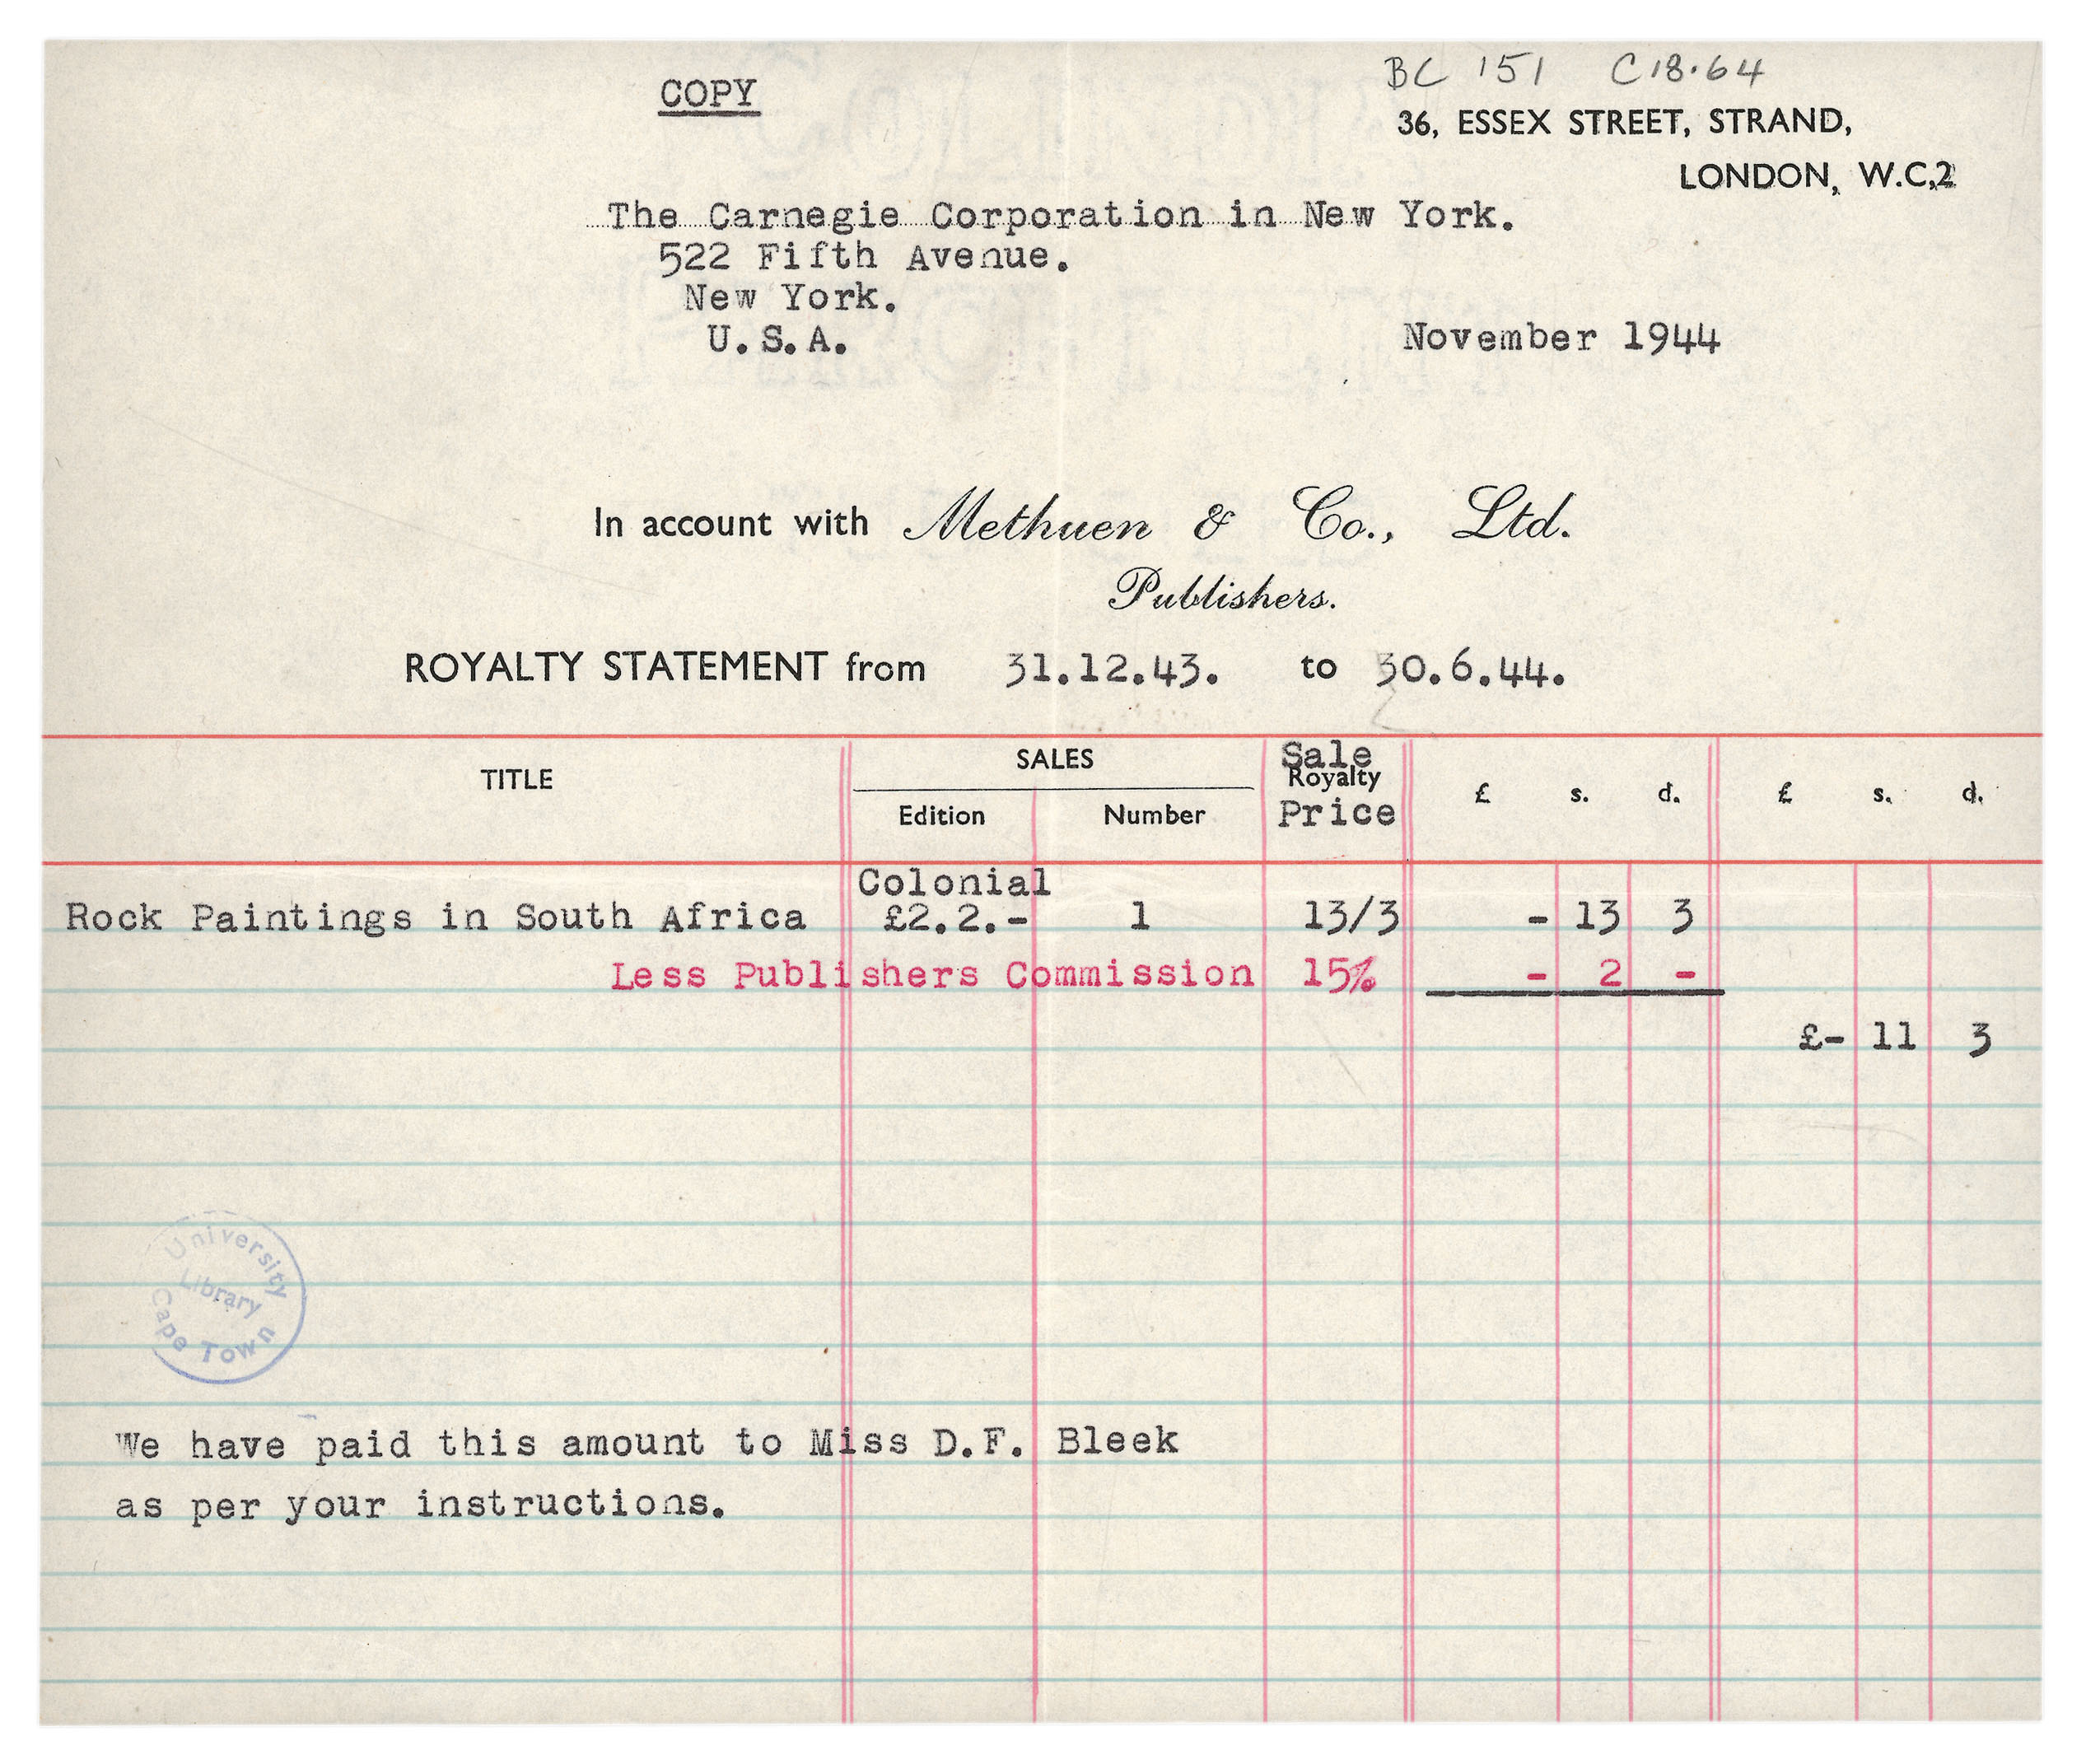 BC 151 C18.64
COPY
36, ESSEX STREET, STRAND,
LONDON, W.C.2
The Carnegie Corporation in New York.
522 Fifth Avenue.
New York.
U.S.A.
November 1944
In account with Methuen & Co., Ltd.
Publishers.
ROYALTY STATEMENT from 31.12.43. to 30.6.44.
TITLE SALES Sale Royalty Price £ s. d. £ s. d.
Edition Number
Colonial
Rock Paintings in South Africa £2.2.- 1 13/3 - 13 3
Less Publishers Commission 15% - 2 -
£- 11 3
University
Library
Cape Town
We have paid this amount to Miss D.F. Bleek
as per your instructions.